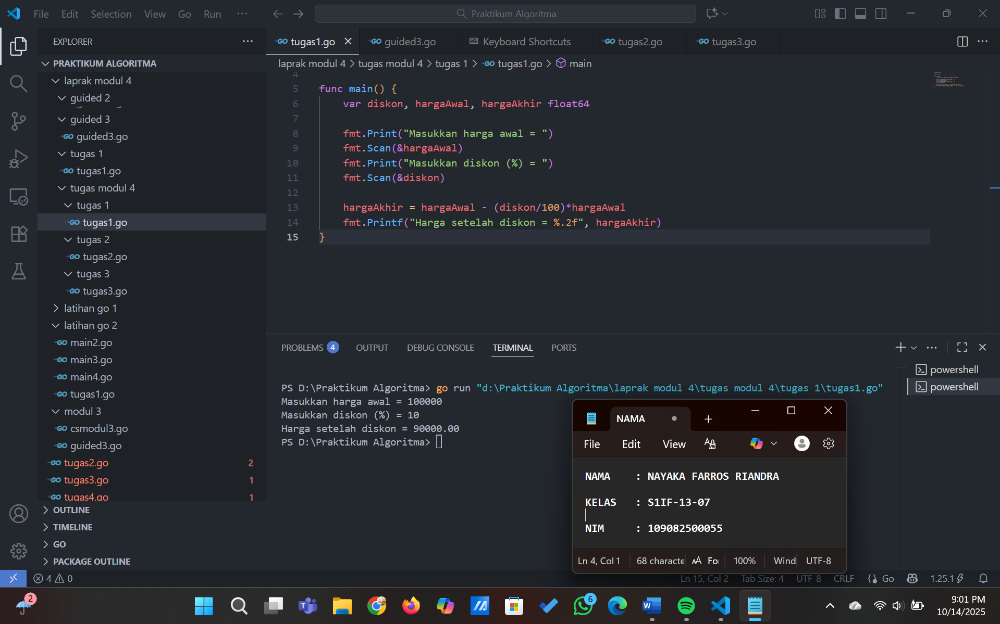 File Edit Selection View Go Run ···
Praktikum Algoritma
EXPLORER
PRAKTIKUM ALGORITMA
laprak modul 4
guided 2
guided 3
guided3.go
tugas 1
tugas1.go
tugas modul 4
tugas 1
tugas1.go
tugas 2
tugas2.go
tugas 3
tugas3.go
latihan go 1
latihan go 2
main2.go
main3.go
main4.go
tugas1.go
modul 3
csmodul3.go
guided3.go
tugas2.go 2
tugas3.go 1
tugas4.go 1
OUTLINE
TIMELINE
GO
PACKAGE OUTLINE
tugas1.go guided3.go Keyboard Shortcuts tugas2.go tugas3.go
laprak modul 4 > tugas modul 4 > tugas 1 > tugas1.go > main
4
5 func main() {
6 var diskon, hargaAwal, hargaAkhir float64
7
8 fmt.Print("Masukkan harga awal = ")
9 fmt.Scan(&hargaAwal)
10 fmt.Print("Masukkan diskon (%) = ")
11 fmt.Scan(&diskon)
12
13 hargaAkhir = hargaAwal - (diskon/100)*hargaAwal
14 fmt.Printf("Harga setelah diskon = %.2f", hargaAkhir)
15 }
PROBLEMS 4 OUTPUT DEBUG CONSOLE TERMINAL PORTS
powershell
powershell
PS D:\Praktikum Algoritma> go run "d:\Praktikum Algoritma\laprak modul 4\tugas modul 4\tugas 1\tugas1.go"
Masukkan harga awal = 100000
Masukkan diskon (%) = 10
Harga setelah diskon = 90000.00
PS D:\Praktikum Algoritma>
NAMA
File Edit View
NAMA : NAYAKA FARROS RIANDRA
KELAS : S1IF-13-07
NIM : 109082500055
Ln 4, Col 1 68 characte For 100% Wind UTF-8
4 0 Ln 15, Col 2 Tab Size: 4 UTF-8 CRLF Go 1.25.1
2 6
9:01 PM
10/14/2025